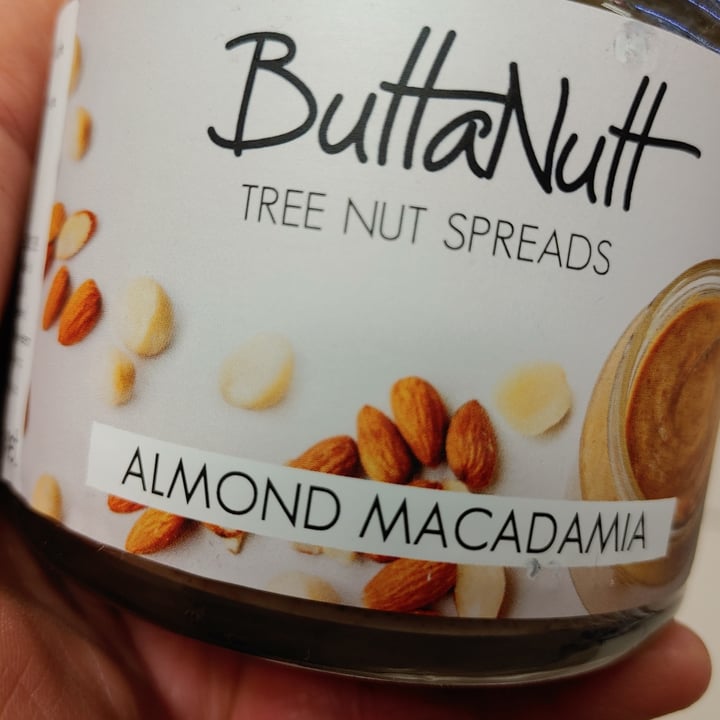 ButtaNutt
TREE NUT SPREADS
ALMOND MACADAMIA